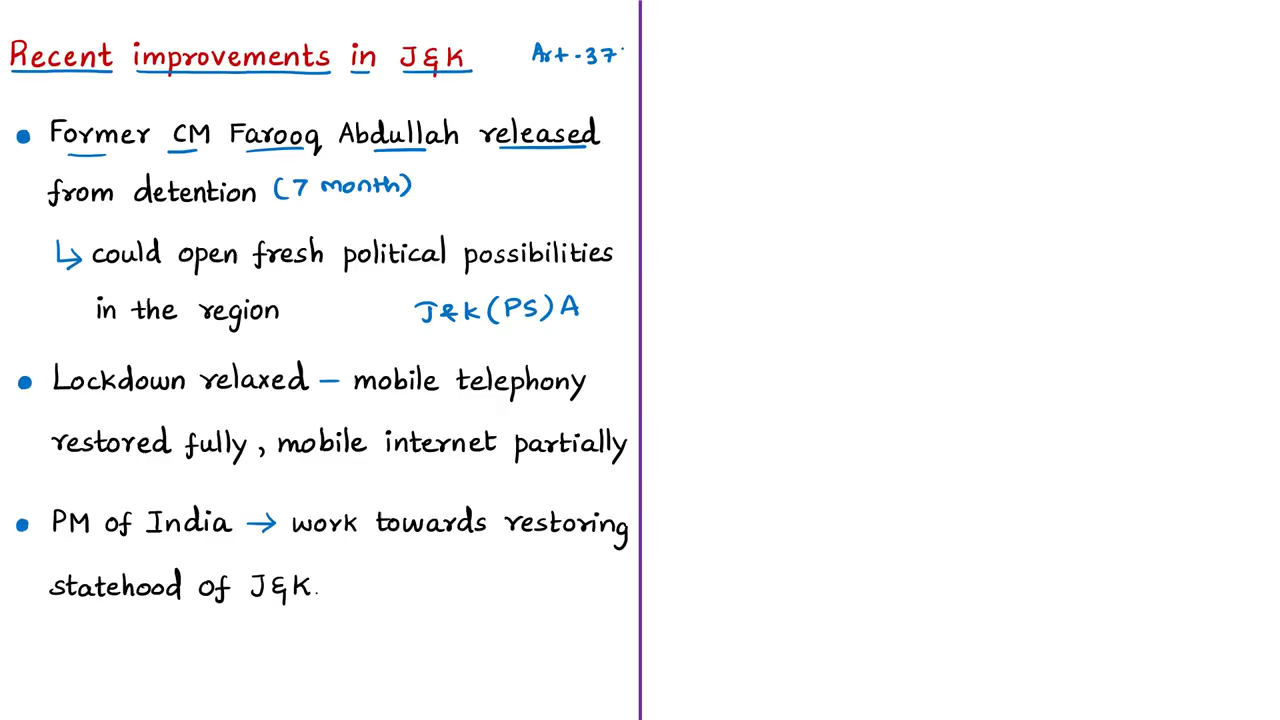 Recent improvements in J&K Art-37
• Former CM Farooq Abdullah released
from detention (7 month)
↳ could open fresh political possibilities
in the region J&K(PS)A
• Lockdown relaxed – mobile telephony
restored fully, mobile internet partially
• PM of India → work towards restoring
statehood of J&K.